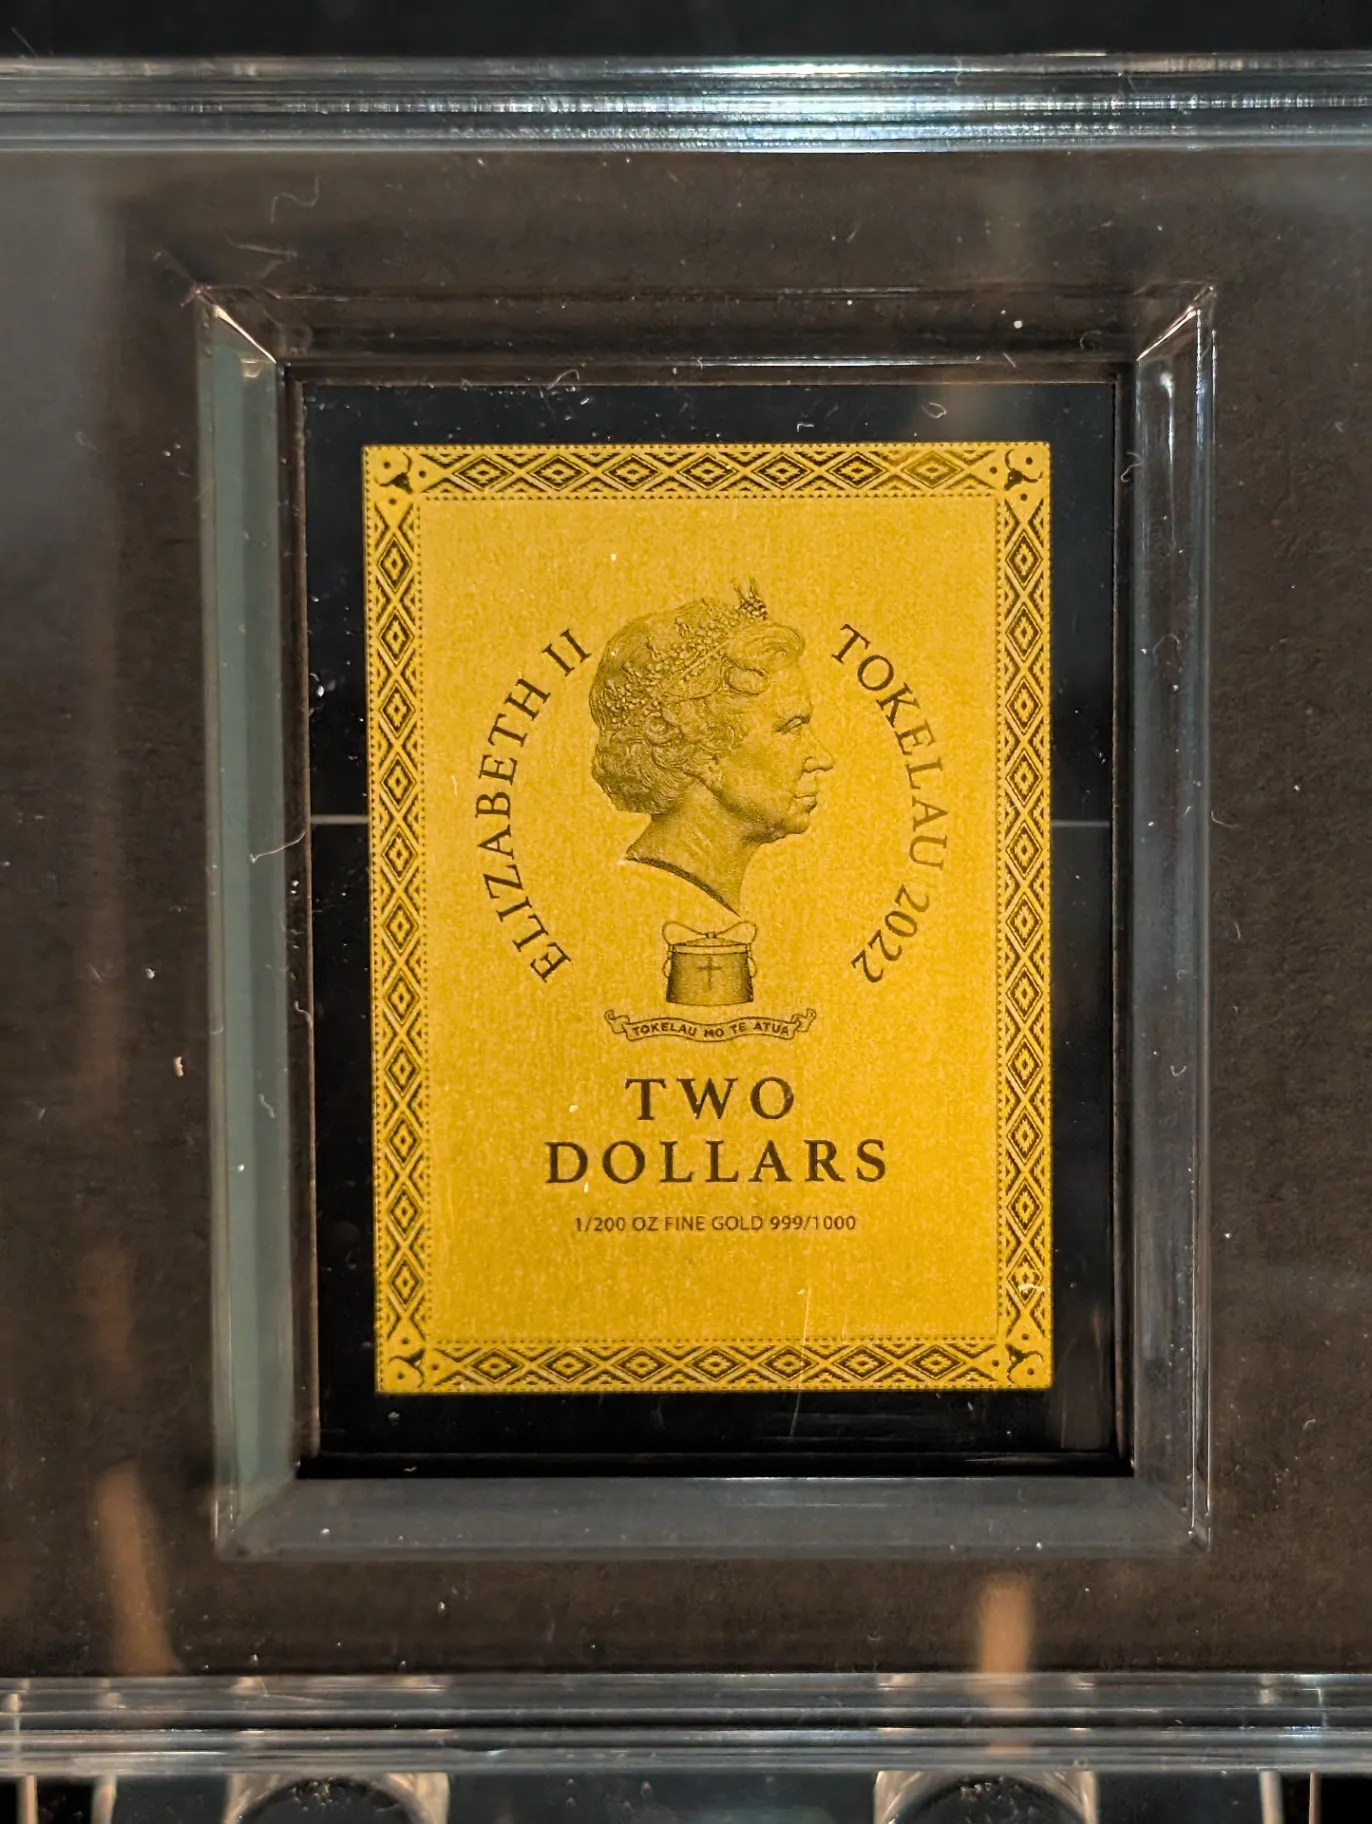 ELIZABETH II
TOKELAU 2022
TOKELAU MO TE ATUA
TWO
DOLLARS
1/200 OZ FINE GOLD 999/1000